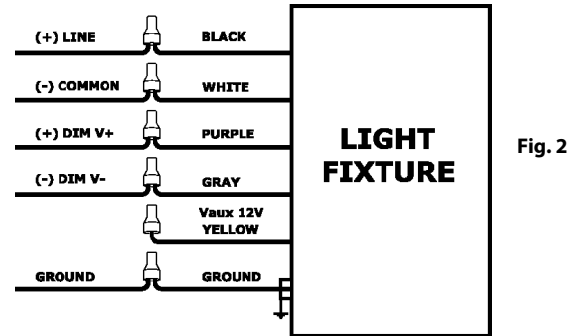 (+) LINE BLACK
(-) COMMON WHITE
(+) DIM V+ PURPLE
(-) DIM V- GRAY
Vaux 12V
YELLOW
GROUND GROUND
LIGHT
FIXTURE
Fig. 2